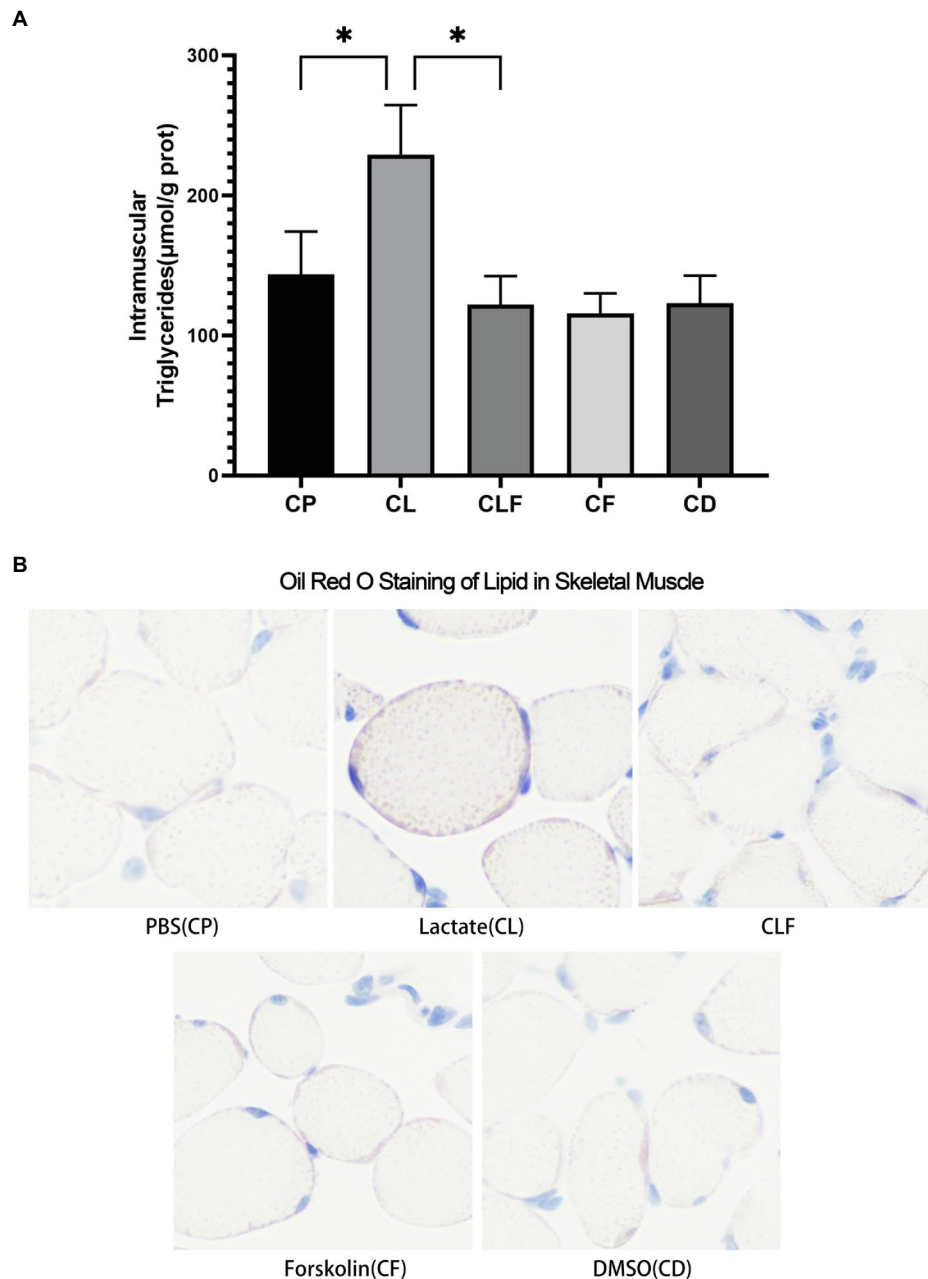 A
* *
300
200
100
0
Intramuscular
Triglycerides(μmol/g prot)
CP CL CLF CF CD
B
Oil Red O Staining of Lipid in Skeletal Muscle
PBS(CP) Lactate(CL) CLF
Forskolin(CF) DMSO(CD)